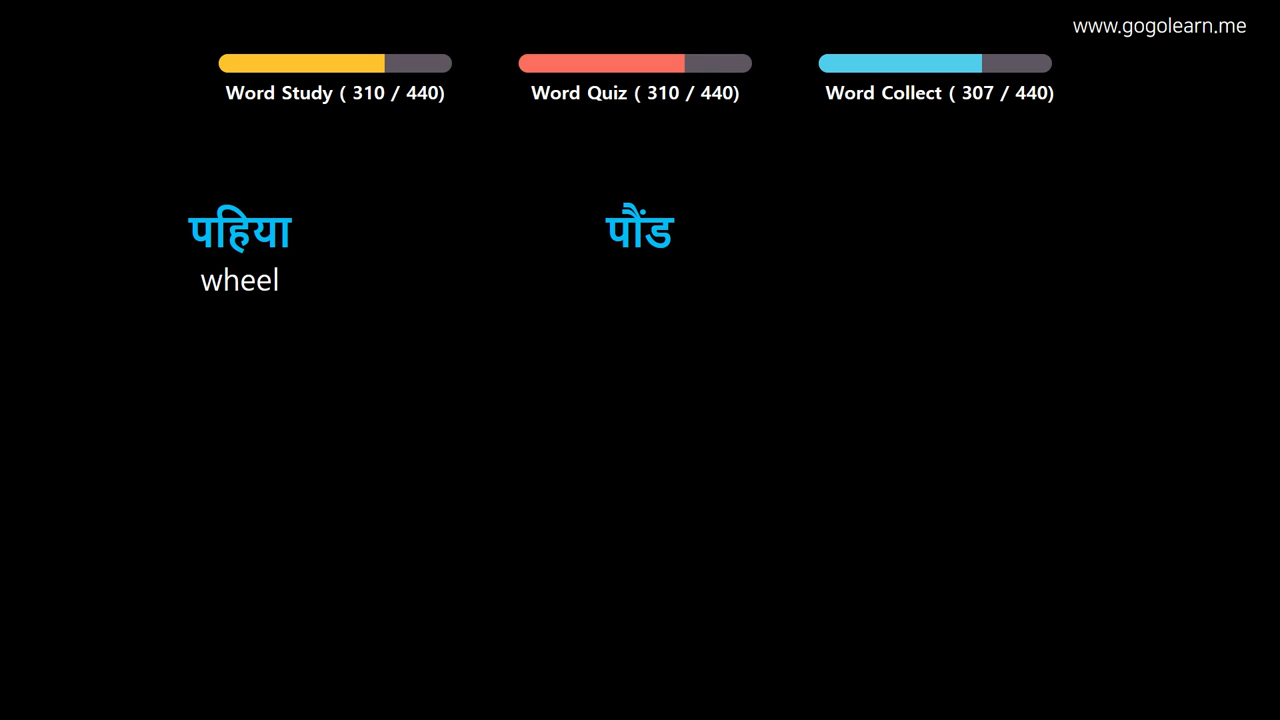 www.gogolearn.me
Word Study ( 310 / 440)
Word Quiz ( 310 / 440)
Word Collect ( 307 / 440)
पहिया
wheel
पौंड